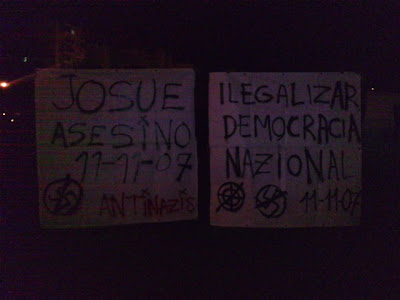 JOSUE
ASESiNO
11-11-07
ANTiNAZiS
ILEGALIZAR
DEMOCRACIA
NAZIONAL
11-11-07